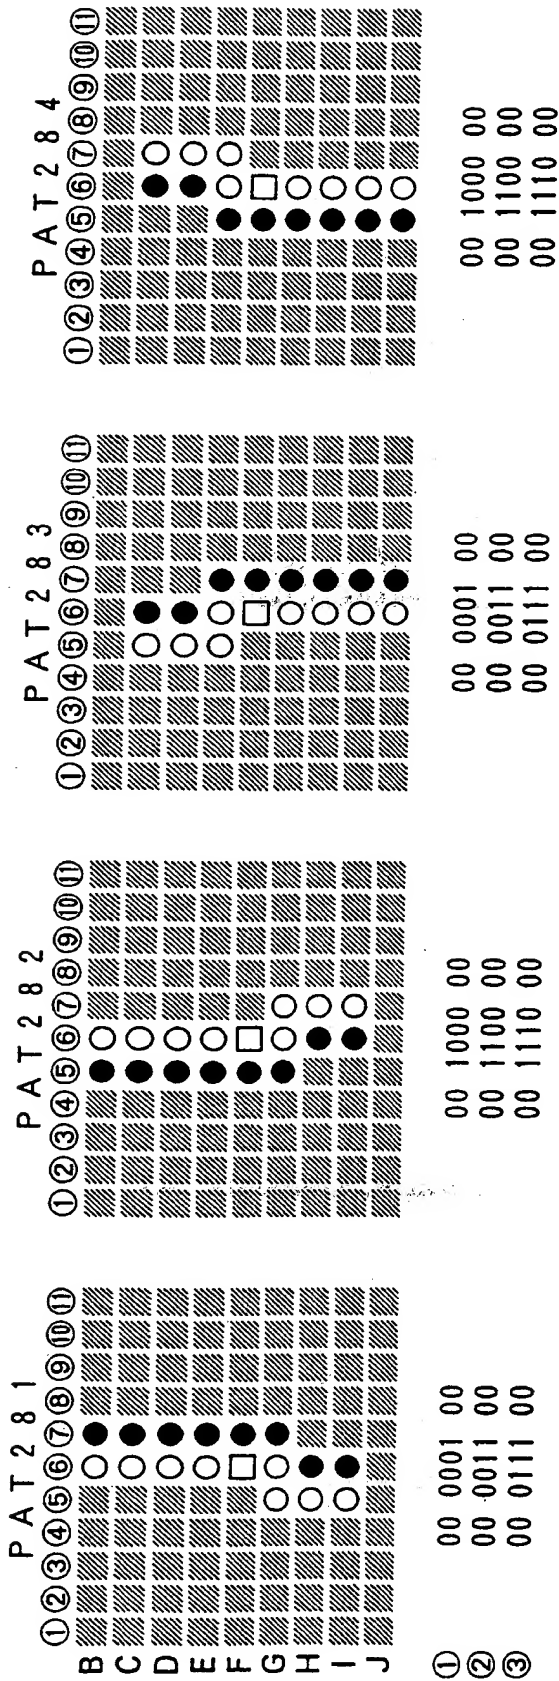 PAT281
①②③④⑤⑥⑦⑧⑨⑩⑪
B
C
D
E
F
G
H
I
J
① 00 0001 00
② 00 0011 00
③ 00 0111 00
PAT282
①②③④⑤⑥⑦⑧⑨⑩⑪
00 1000 00
00 1100 00
00 1110 00
PAT283
①②③④⑤⑥⑦⑧⑨⑩⑪
00 0001 00
00 0011 00
00 0111 00
PAT284
①②③④⑤⑥⑦⑧⑨⑩⑪
00 1000 00
00 1100 00
00 1110 00